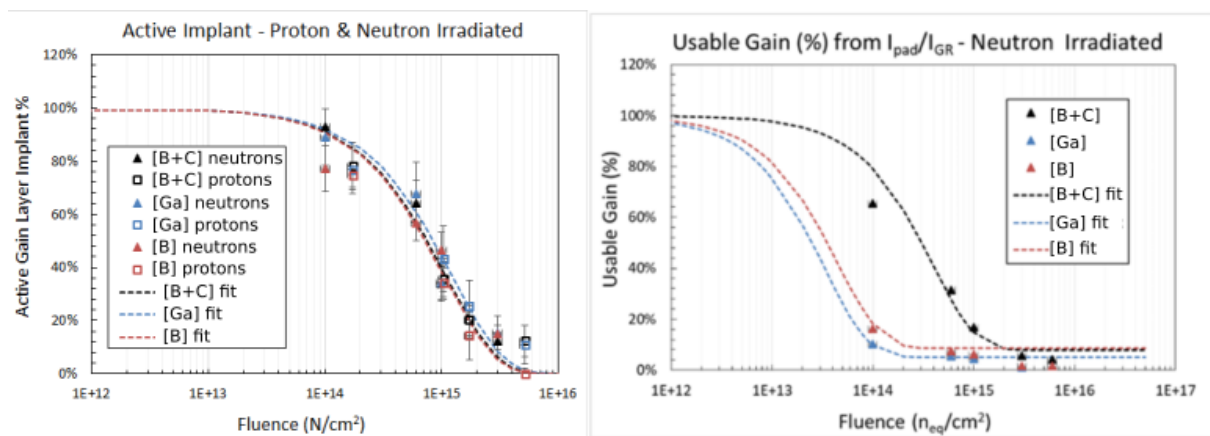 Active Implant - Proton & Neutron Irradiated
120%
100%
80%
60%
40%
20%
0%
Active Gain Layer Implant %
[B+C] neutrons
[B+C] protons
[Ga] neutrons
[Ga] protons
[B] neutrons
[B] protons
[B+C] fit
[Ga] fit
[B] fit
1E+12 1E+13 1E+14 1E+15 1E+16
Fluence (N/cm²)
Usable Gain (%) from I_pad/I_GR - Neutron Irradiated
120%
100%
80%
60%
40%
20%
0%
Usable Gain (%)
[B+C]
[Ga]
[B]
[B+C] fit
[Ga] fit
[B] fit
1E+12 1E+13 1E+14 1E+15 1E+16 1E+17
Fluence (n_eq/cm²)